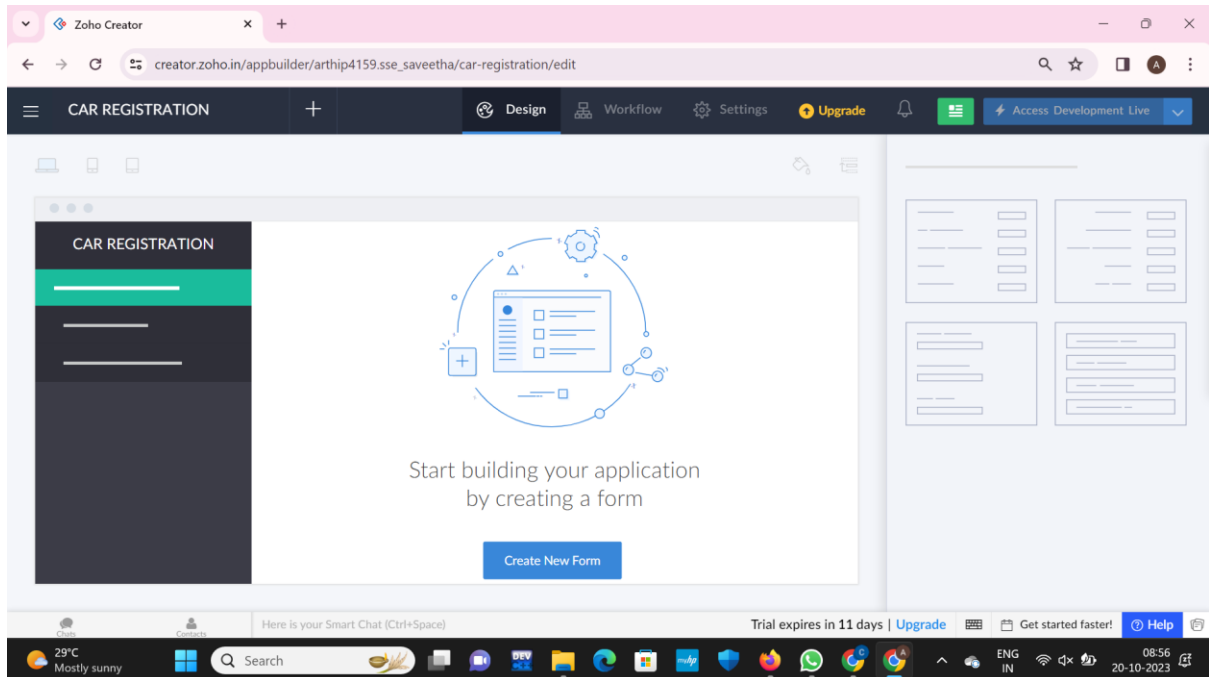 Zoho Creator
creator.zoho.in/appbuilder/arthip4159.sse_saveetha/car-registration/edit
A
CAR REGISTRATION
Design
Workflow
Settings
Upgrade
Access Development Live
CAR REGISTRATION
Start building your application
by creating a form
Create New Form
Chats
Contacts
Here is your Smart Chat (Ctrl+Space)
Trial expires in 11 days | Upgrade
Get started faster!
Help
29°C
Mostly sunny
Search
DEV
mybp
C
A
ENG
IN
08:56
20-10-2023